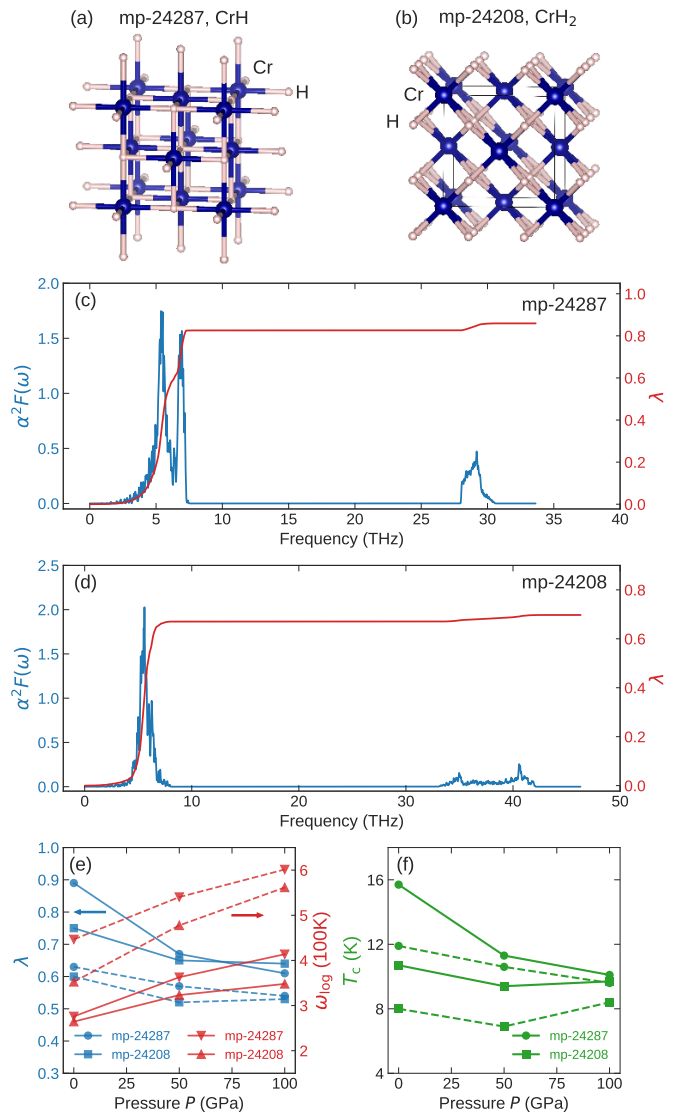 (a) mp-24287, CrH
(b) mp-24208, CrH₂
Cr
H
Cr
H
(c)
mp-24287
2.0
1.5
1.0
0.5
0.0
α²F(ω)
1.0
0.8
0.6
0.4
0.2
0.0
λ
0 5 10 15 20 25 30 35 40
Frequency (THz)
(d)
mp-24208
2.5
2.0
1.5
1.0
0.5
0.0
α²F(ω)
0.8
0.6
0.4
0.2
0.0
λ
0 10 20 30 40 50
Frequency (THz)
(e)
1.0
0.9
0.8
0.7
0.6
0.5
0.4
0.3
λ
6
5
4
3
2
ω_log (100K)
mp-24287 mp-24287
mp-24208 mp-24208
0 25 50 75 100
Pressure P (GPa)
(f)
16
12
8
4
T_c (K)
mp-24287
mp-24208
0 25 50 75 100
Pressure P (GPa)